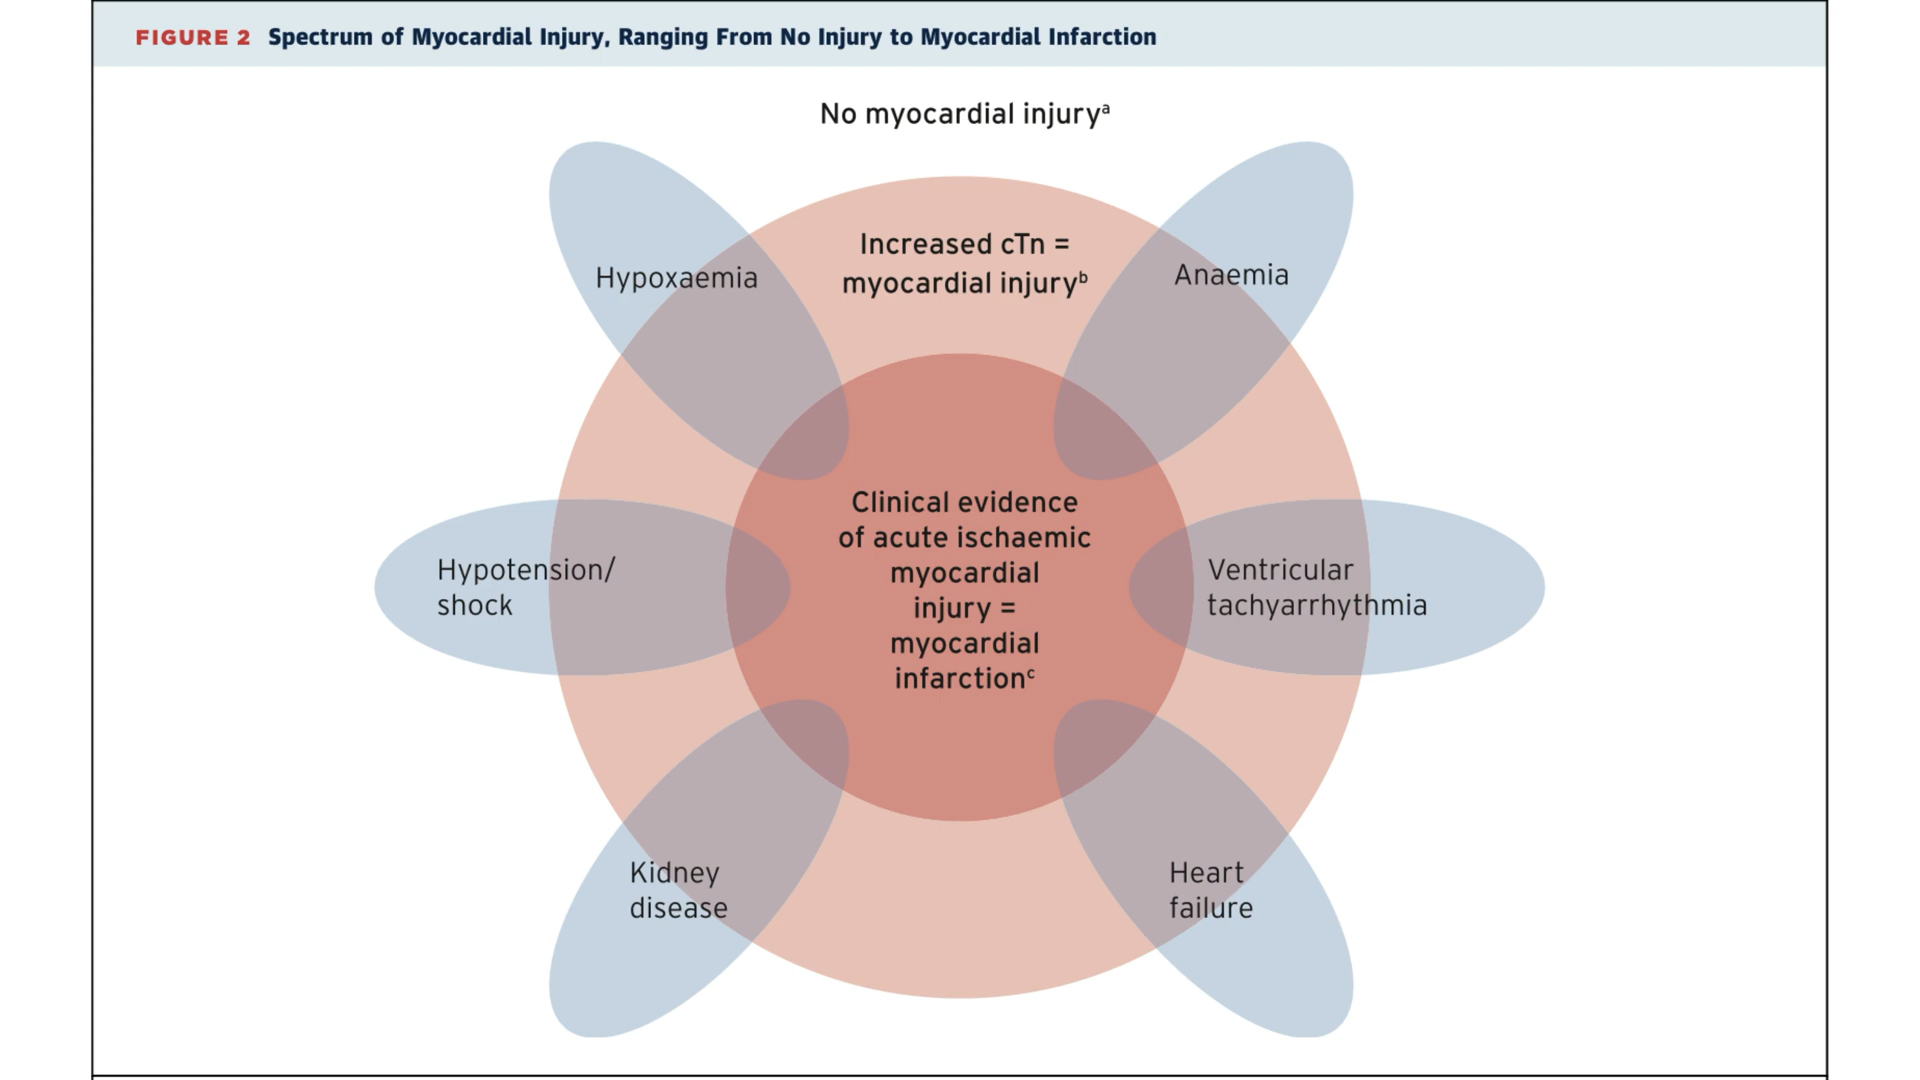 FIGURE 2 Spectrum of Myocardial Injury, Ranging From No Injury to Myocardial Infarction
No myocardial injuryᵃ
Increased cTn =
myocardial injuryᵇ
Hypoxaemia
Anaemia
Clinical evidence
of acute ischaemic
myocardial
injury =
myocardial
infarctionᶜ
Hypotension/
shock
Ventricular
tachyarrhythmia
Kidney
disease
Heart
failure